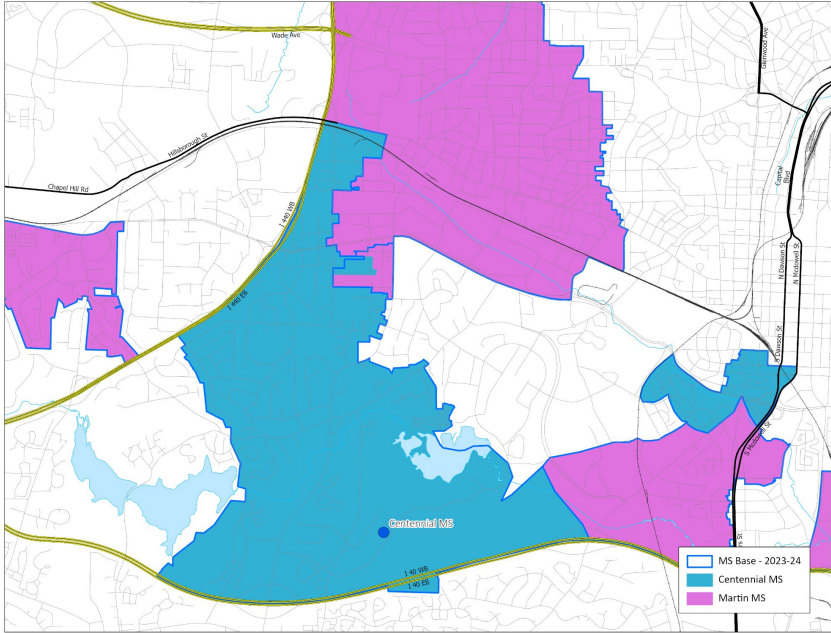 Wade Ave
Glenwood Ave
Hillsborough St
Chapel Hill Rd
Capital
Blvd
I 440 WB
I 440 EB
N Dawson St
N Mcdowell St
S Dawson St
S Mcdowell St
Centennial MS
I 40 WB
I 40 EB
MS Base - 2023-24
Centennial MS
Martin MS